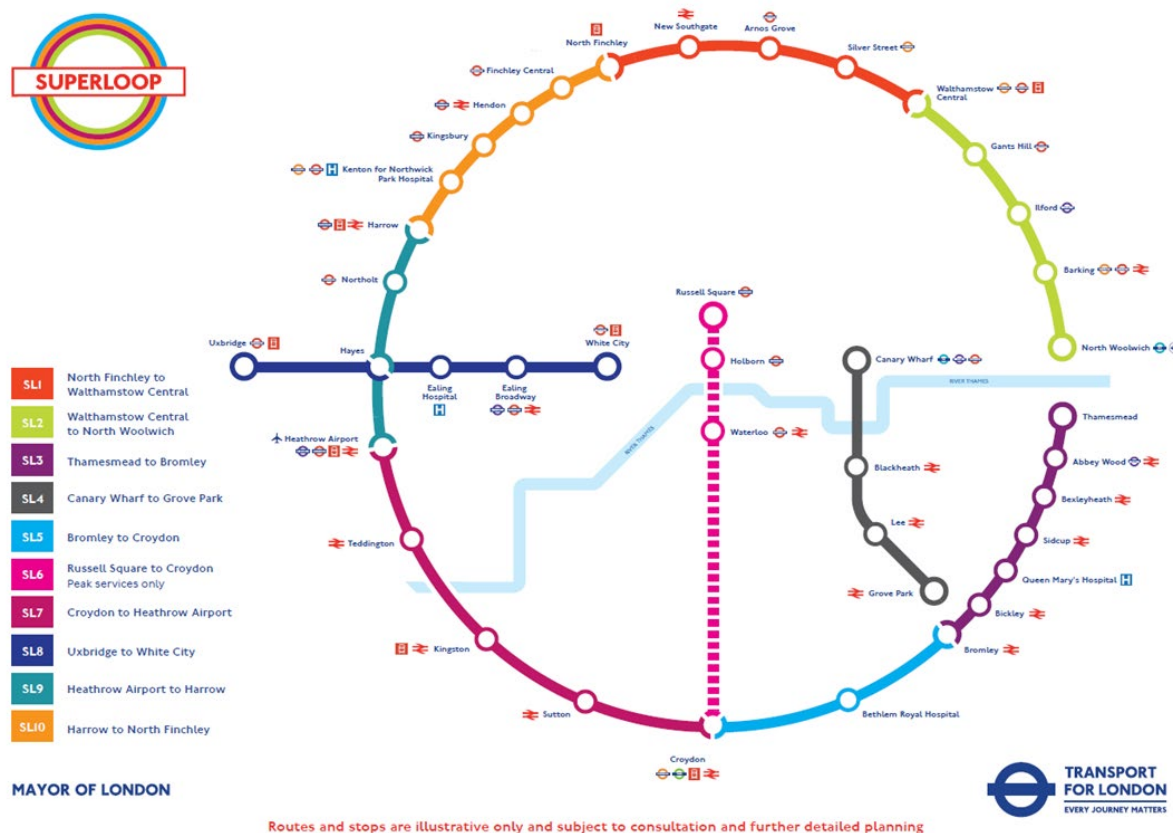 SUPERLOOP
North Finchley
New Southgate
Arnos Grove
Silver Street
Walthamstow
Central
Finchley Central
Hendon
Kingsbury
H Kenton for Northwick
Park Hospital
Harrow
Northolt
Gants Hill
Ilford
Barking
North Woolwich
Uxbridge
Hayes
Ealing
Hospital
H
Ealing
Broadway
White City
Russell Square
Holborn
Waterloo
Canary Wharf
RIVER THAMES
RIVER THAMES
Blackheath
Lee
Grove Park
Thamesmead
Abbey Wood
Bexleyheath
Sidcup
Queen Mary's Hospital H
Bickley
Bromley
Heathrow Airport
Teddington
Kingston
Sutton
Croydon
Bethlem Royal Hospital
SL1 North Finchley to
Walthamstow Central
SL2 Walthamstow Central
to North Woolwich
SL3 Thamesmead to Bromley
SL4 Canary Wharf to Grove Park
SL5 Bromley to Croydon
SL6 Russell Square to Croydon
Peak services only
SL7 Croydon to Heathrow Airport
SL8 Uxbridge to White City
SL9 Heathrow Airport to Harrow
SL10 Harrow to North Finchley
MAYOR OF LONDON
TRANSPORT
FOR LONDON
EVERY JOURNEY MATTERS
Routes and stops are illustrative only and subject to consultation and further detailed planning